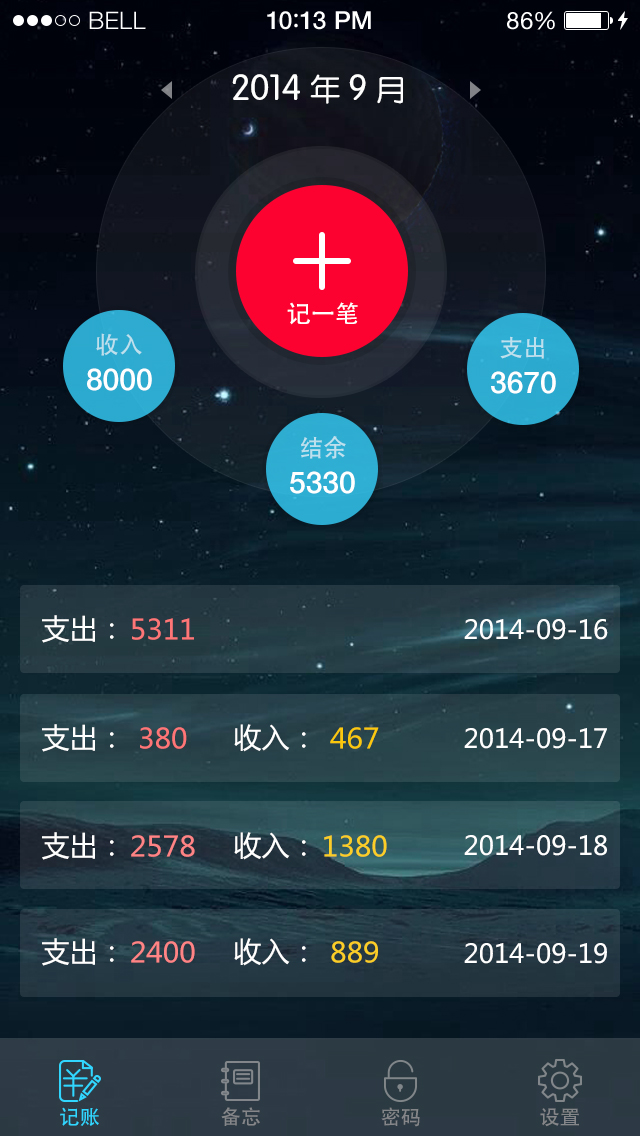 BELL 10:13 PM 86%
2014 年 9 月
记一笔
收入
8000
支出
3670
结余
5330
支出： 5311 2014-09-16
支出： 380 收入： 467 2014-09-17
支出： 2578 收入： 1380 2014-09-18
支出： 2400 收入： 889 2014-09-19
记账 备忘 密码 设置